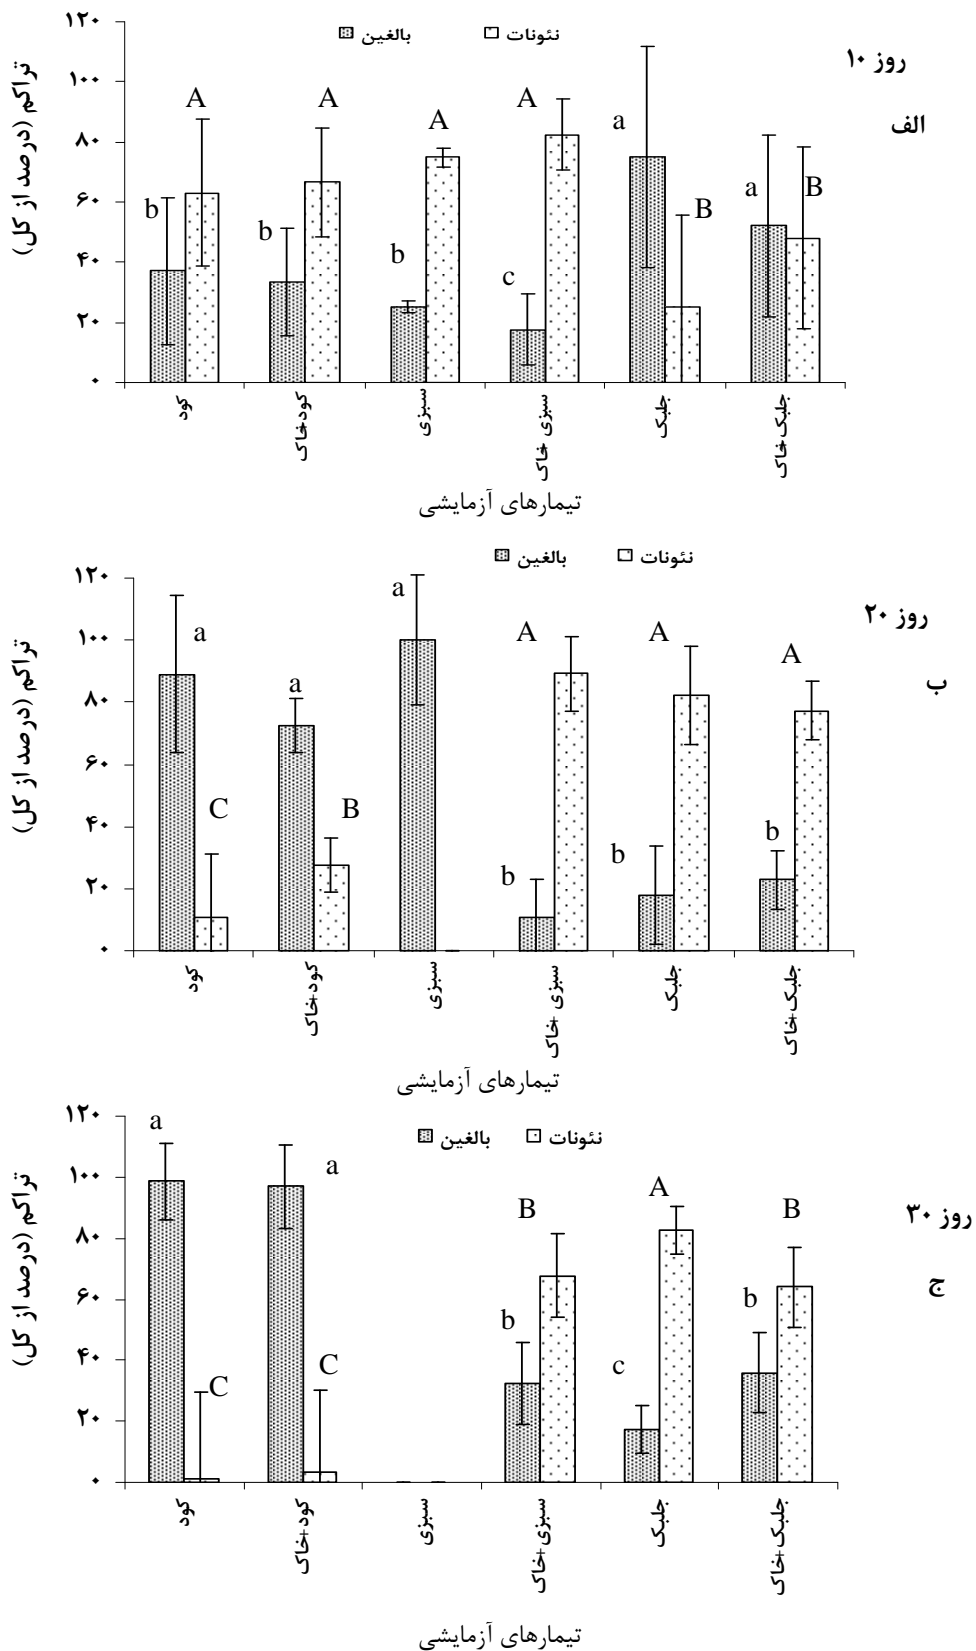 روز ۱۰
الف
تراکم (درصد از کل)
۱۲۰
۱۰۰
۸۰
۶۰
۴۰
۲۰
۰
بالغین نئونات
b A
b A
b A
c A
a B
a B
کود کود+خاک سبزی سبزی+خاک جلبک جلبک+خاک
تیمارهای آزمایشی
روز ۲۰
ب
تراکم (درصد از کل)
۱۲۰
۱۰۰
۸۰
۶۰
۴۰
۲۰
۰
بالغین نئونات
a C
a B
a
b A
b A
b A
کود کود+خاک سبزی سبزی+خاک جلبک جلبک+خاک
تیمارهای آزمایشی
روز ۳۰
ج
تراکم (درصد از کل)
۱۲۰
۱۰۰
۸۰
۶۰
۴۰
۲۰
۰
بالغین نئونات
a C
a C
b B
c A
b B
کود کود+خاک سبزی سبزی+خاک جلبک جلبک+خاک
تیمارهای آزمایشی